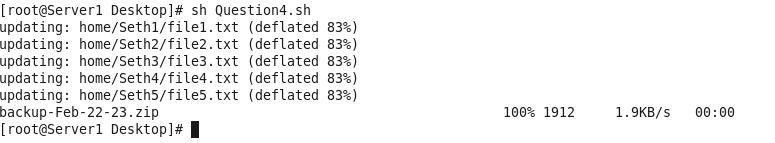 [root@Server1 Desktop]# sh Question4.sh
updating: home/Seth1/file1.txt (deflated 83%)
updating: home/Seth2/file2.txt (deflated 83%)
updating: home/Seth3/file3.txt (deflated 83%)
updating: home/Seth4/file4.txt (deflated 83%)
updating: home/Seth5/file5.txt (deflated 83%)
backup-Feb-22-23.zip 100% 1912 1.9KB/s 00:00
[root@Server1 Desktop]#